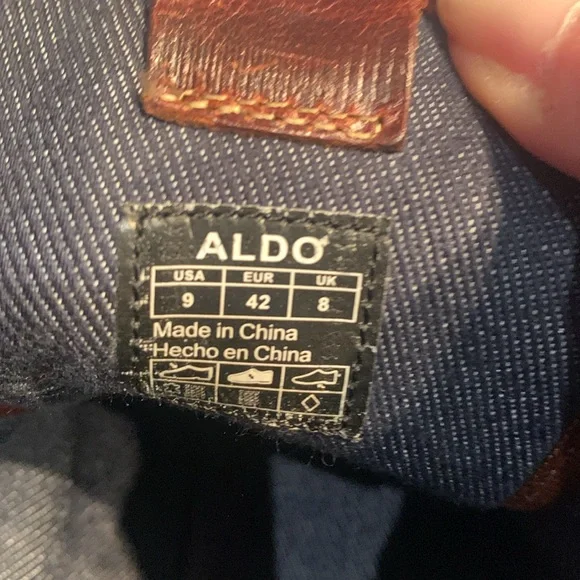 ALDO
USA EUR UK
9 42 8
Made in China
Hecho en China